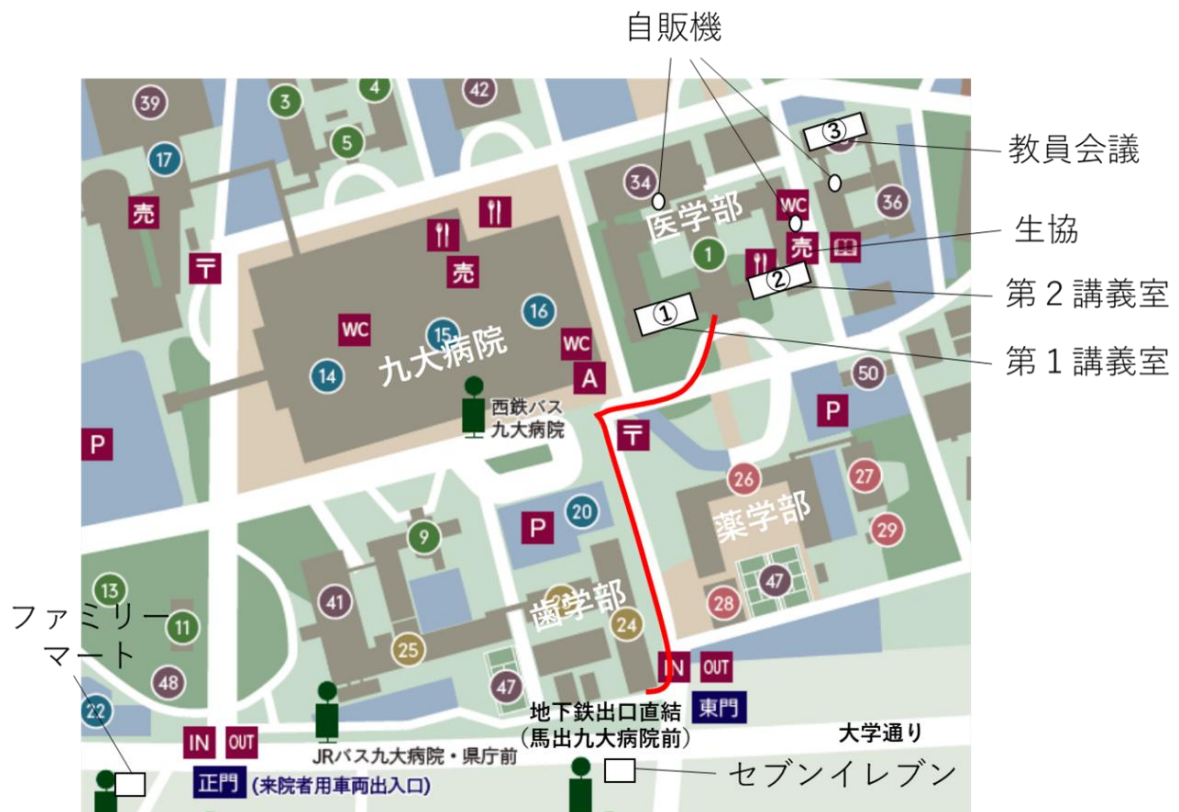 自販機
39
3
4
42
5
17
③
教員会議
34
WC
36
売
医学部
売
生協
〒
売
1
②
第２講義室
16
①
WC
15
WC
第１講義室
14
九大病院
A
50
西鉄バス
九大病院
P
〒
P
26
27
20
薬学部
P
29
9
13
41
歯学部
47
ファミリー
マート
11
24
28
25
IN
OUT
48
47
22
地下鉄出口直結
(馬出九大病院前)
東門
IN
OUT
大学通り
JRバス九大病院・県庁前
正門
(来院者用車両出入口)
セブンイレブン